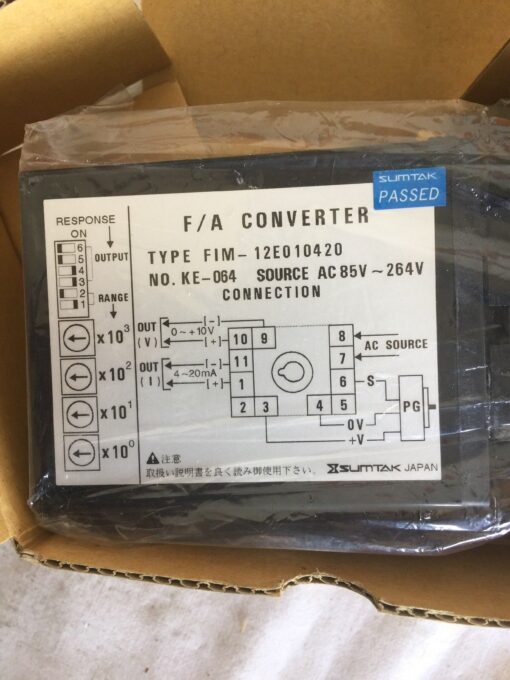 SUMTAK
PASSED
F/A CONVERTER
TYPE FIM-12E010420
NO. KE-064 SOURCE AC 85V~264V
CONNECTION
RESPONSE
ON
6
5
4
3
2
1
OUTPUT
RANGE
x10³
x10²
x10¹
x10⁰
OUT [-]
(V) 0~+10V [+]
OUT [-]
(I) 4~20mA [+]
10 9
11
1
2 3
8
7
6
4 5
AC SOURCE
S
PG
0V
+V
⚠注意
取扱い説明書を良く読み御使用下さい。
SUMTAK JAPAN